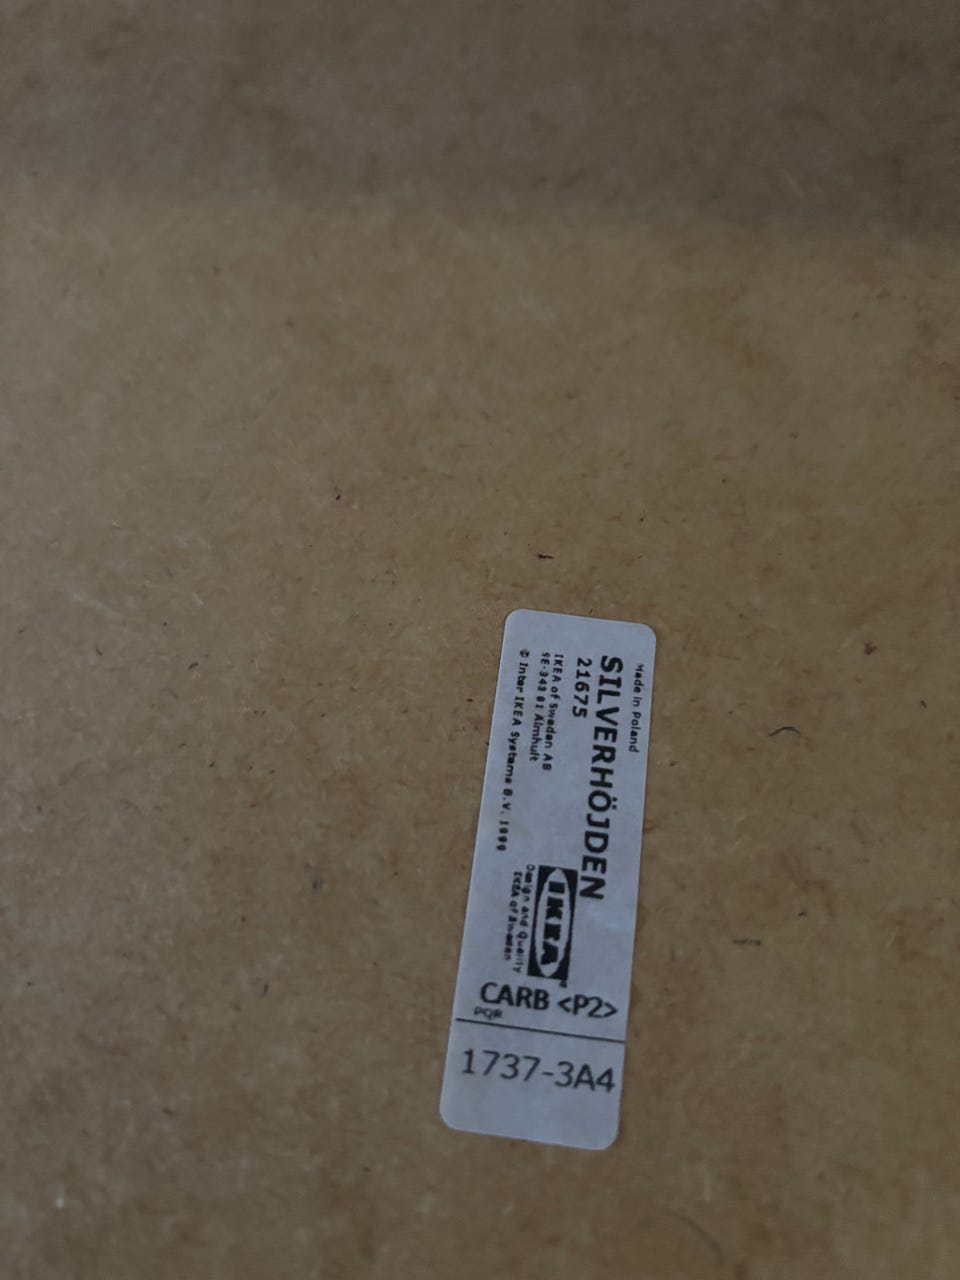 Made in Poland
SILVERHÖJDEN
21675
IKEA of Sweden AB
SE-343 81 Älmhult
© Inter IKEA Systems B.V. 1999
IKEA®
Design and Quality
IKEA of Sweden
CARB <P2>
PQR
1737-3A4